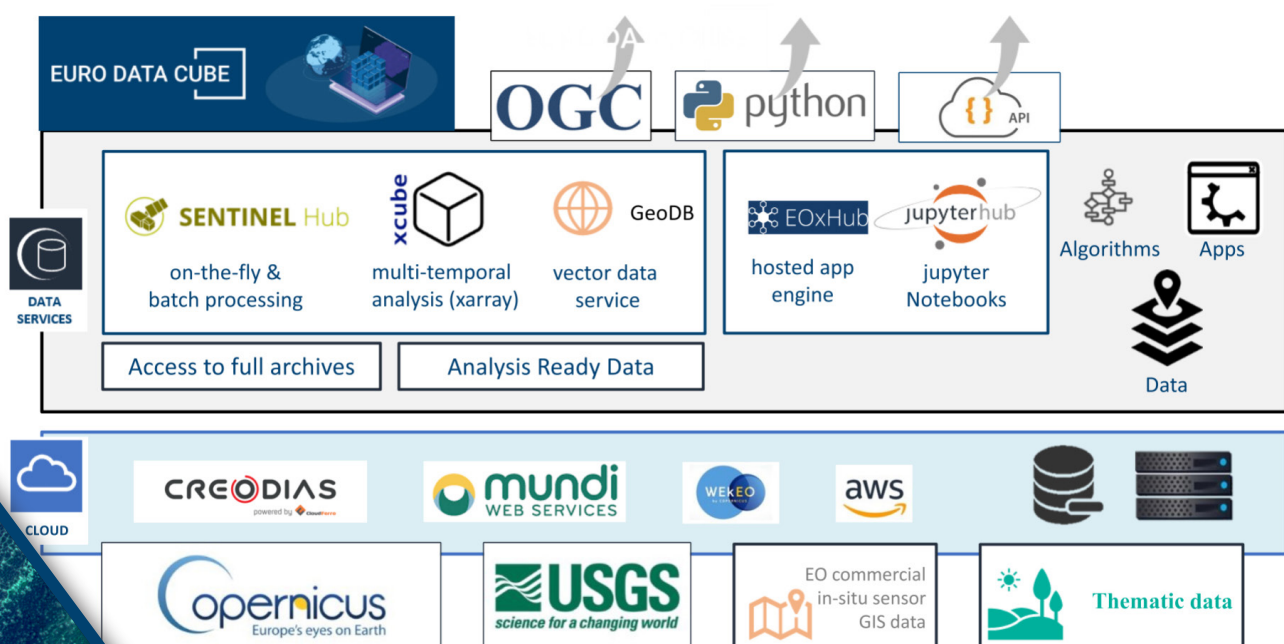 EURO DATA CUBE
OGC
python
{ } API
DATA
SERVICES
SENTINEL Hub
on-the-fly &
batch processing
xcube
multi-temporal
analysis (xarray)
GeoDB
vector data
service
EOxHub
hosted app
engine
jupyterhub
jupyter
Notebooks
Algorithms
Apps
Data
Access to full archives
Analysis Ready Data
CLOUD
CREODIAS
powered by CloudFerro
mundi
WEB SERVICES
WEkEO
aws
opernicus
Europe's eyes on Earth
USGS
science for a changing world
EO commercial
in-situ sensor
GIS data
Thematic data